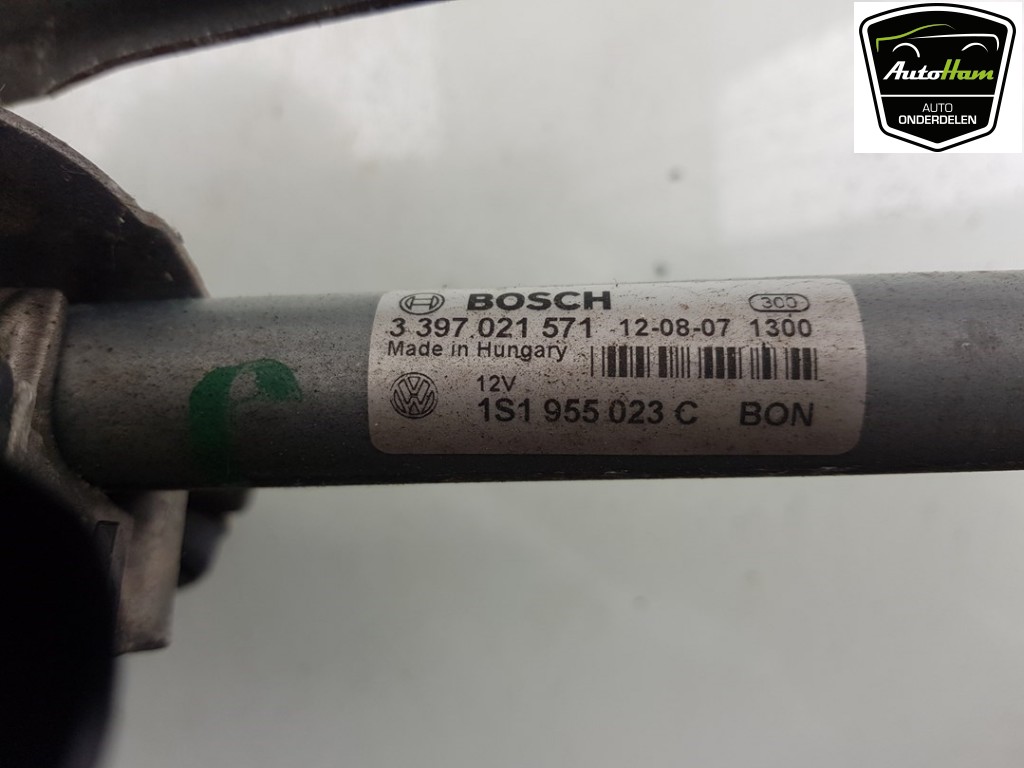 AutoHam
AUTO
ONDERDELEN
BOSCH
3 397 021 571 12-08-07 1300
Made in Hungary
12V
1S1 955 023 C BON